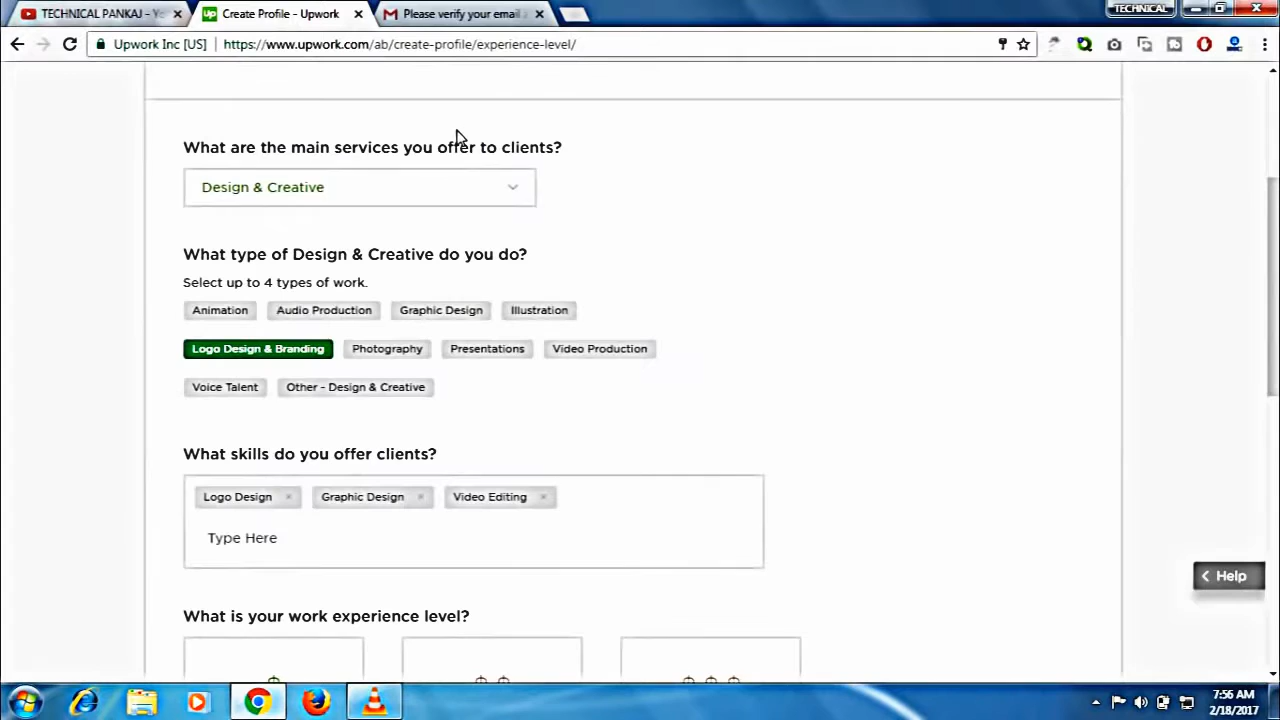 TECHNICAL PANKAJ - Yo
Create Profile - Upwork
Please verify your email a
TECHNICAL
Upwork Inc [US]
https://www.upwork.com/ab/create-profile/experience-level/
What are the main services you offer to clients?
Design & Creative
What type of Design & Creative do you do?
Select up to 4 types of work.
Animation Audio Production Graphic Design Illustration
Logo Design & Branding Photography Presentations Video Production
Voice Talent Other - Design & Creative
What skills do you offer clients?
Logo Design × Graphic Design × Video Editing ×
Type Here
Help
What is your work experience level?
7:56 AM
2/18/2017